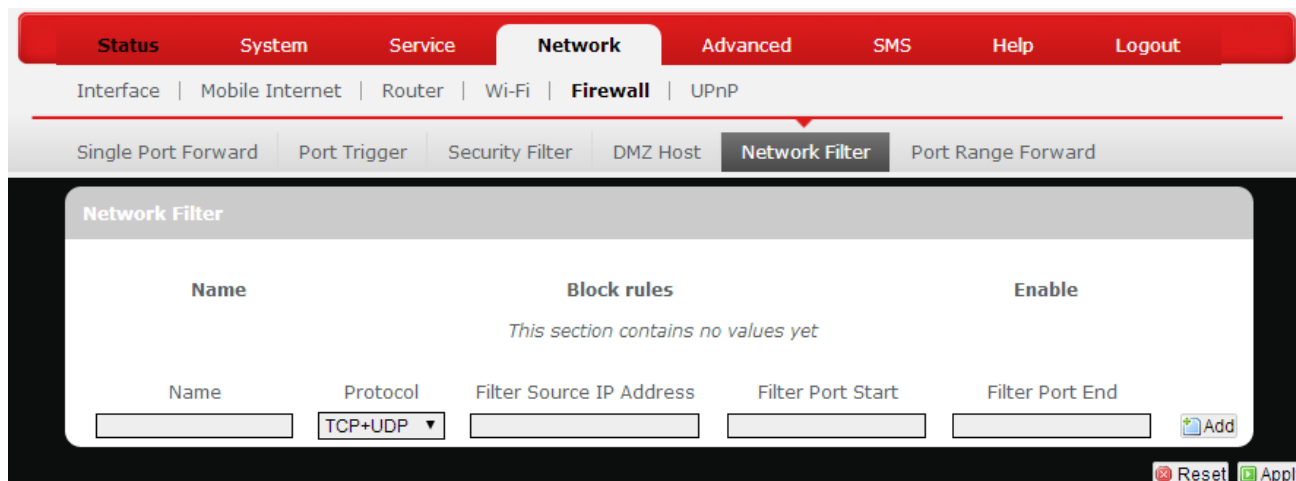 Status System Service Network Advanced SMS Help Logout
Interface | Mobile Internet | Router | Wi-Fi | Firewall | UPnP
Single Port Forward Port Trigger Security Filter DMZ Host Network Filter Port Range Forward
Network Filter
Name Block rules Enable
This section contains no values yet
Name Protocol Filter Source IP Address Filter Port Start Filter Port End
TCP+UDP Add
Reset Appl